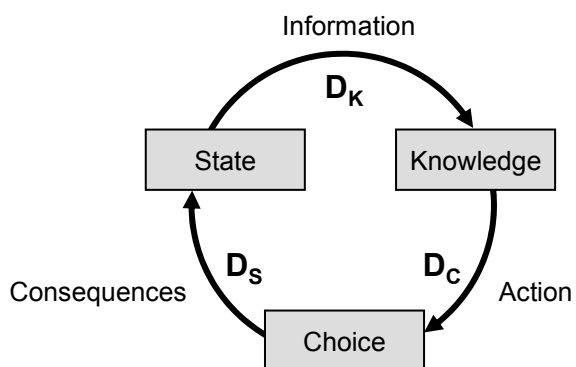 Information
D_K
State
Knowledge
D_S
D_C
Consequences
Action
Choice